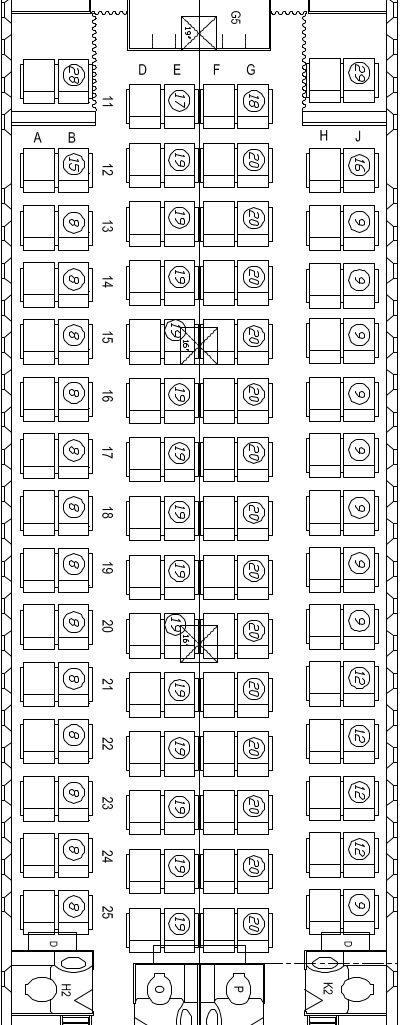 G5
19"
D E F G
28 29
11 17 18
A B H J
15 12 19 20 16
8 13 19 20 9
8 14 19 20 9
8 15 19 16" 20 9
8 16 19 20 9
8 17 19 20 9
8 18 19 20 9
8 19 19 20 9
8 20 19 16 20 9
8 21 19 20 12
8 22 19 20 12
8 23 19 20 12
8 24 19 20 12
8 25 19 20 9
D D
H2 O P K2